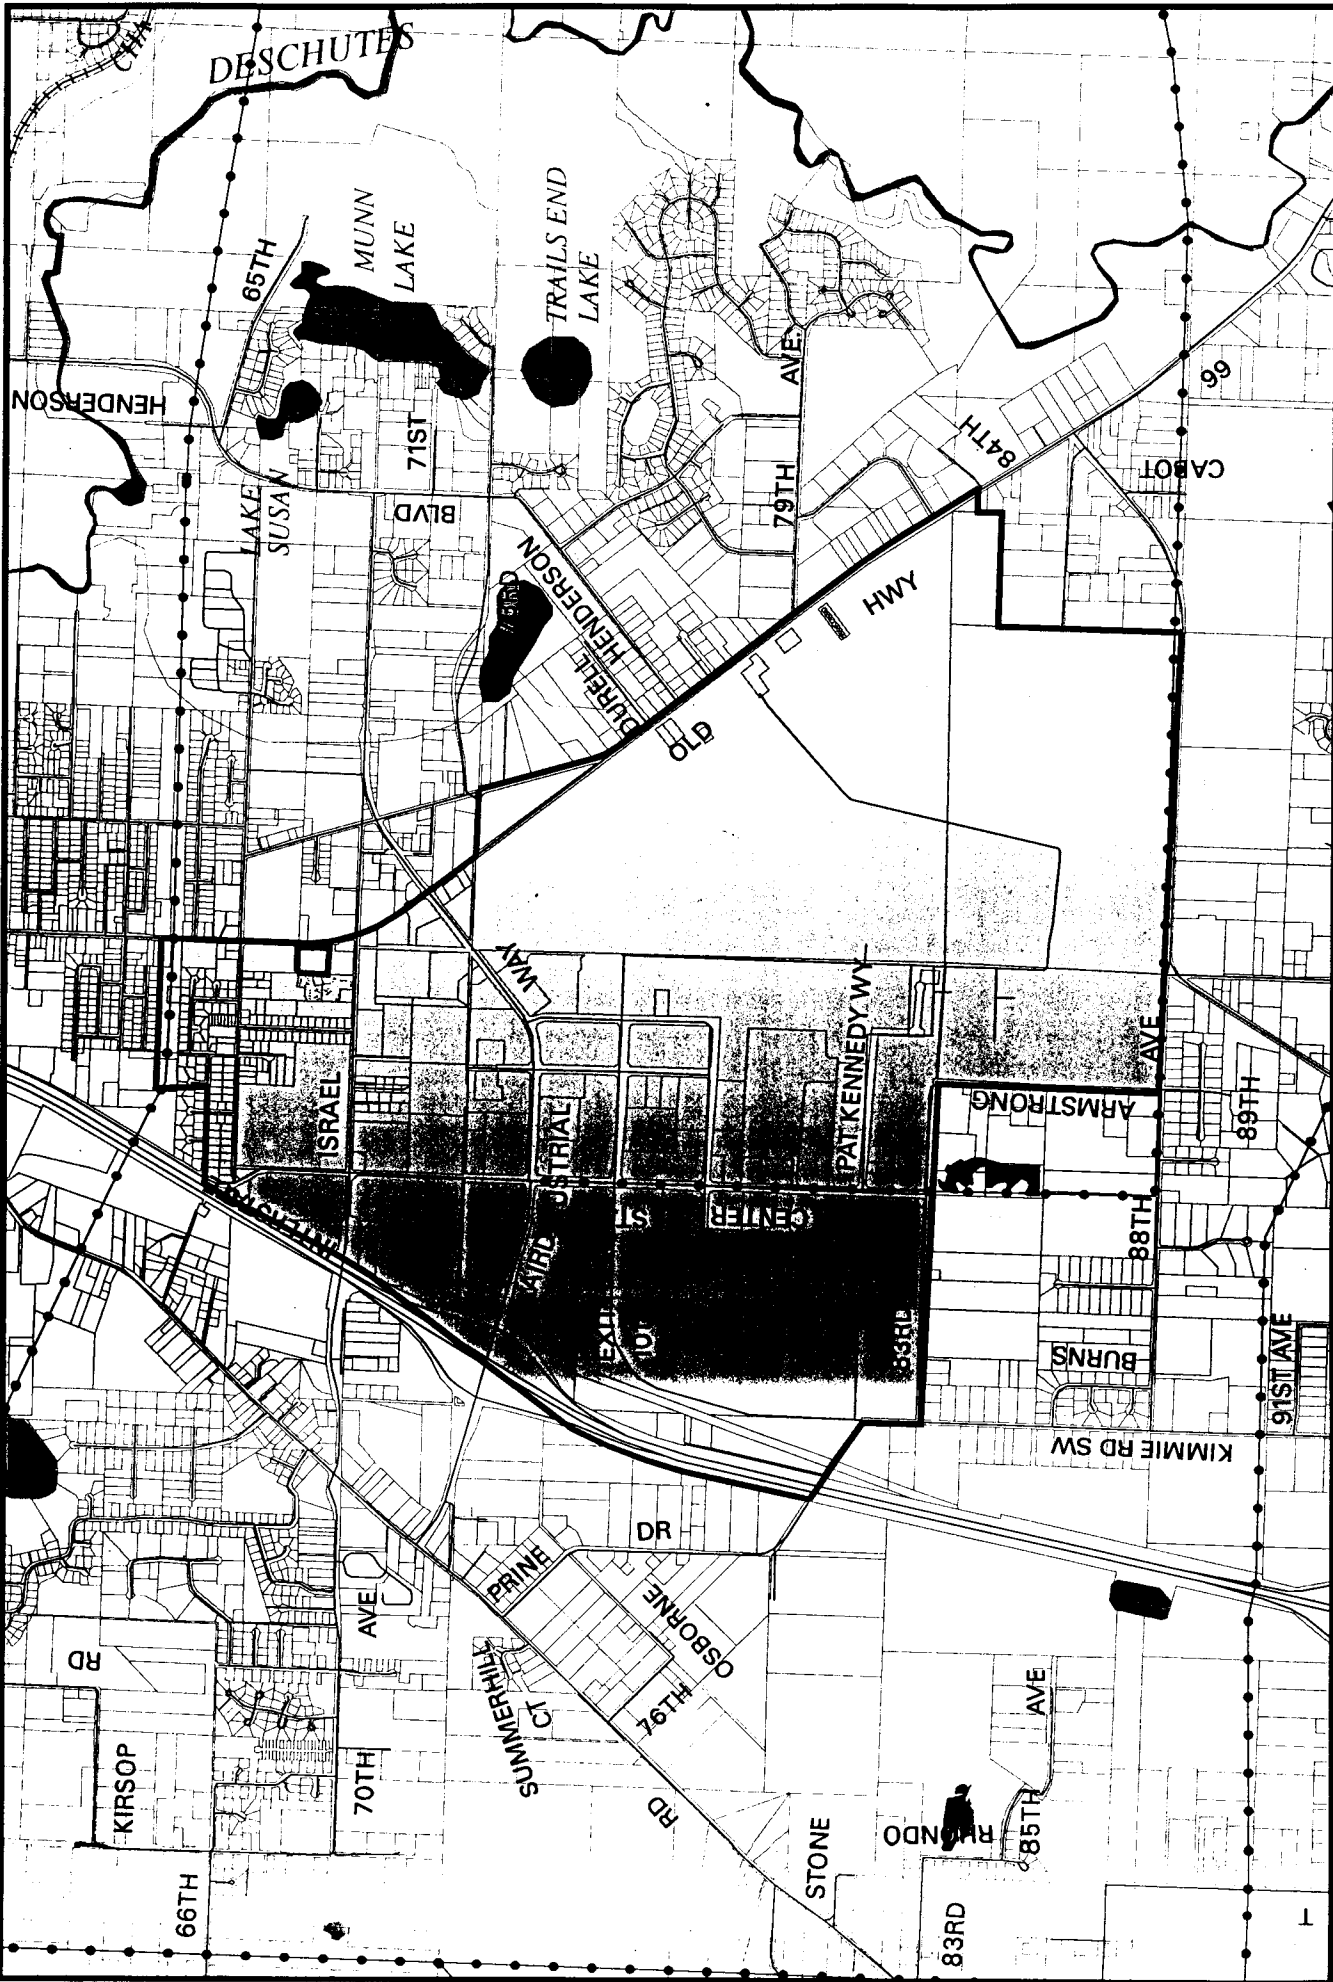 DESCHUTES
65TH
MUNN
LAKE
TRAILS END
LAKE
HENDERSON
LAKE
SUSAN
71ST
BLVD
AVE.
79TH
84TH
99
CABOT
HENDERSON
DURELL
HENDERSON
HWY
OLD
WAY
ISRAEL
PAT KENNEDY WY
ARMSTRONG
AVE
89TH
CENTER
ST
83RD
88TH
BURNS
91ST AVE
KIMMIE RD SW
DR
PRINE
OSBORNE
76TH
AVE
SUMMERHILL
CT
RD
KIRSOP
70TH
66TH
RD
STONE
RHONDO
85TH
AVE
83RD
T